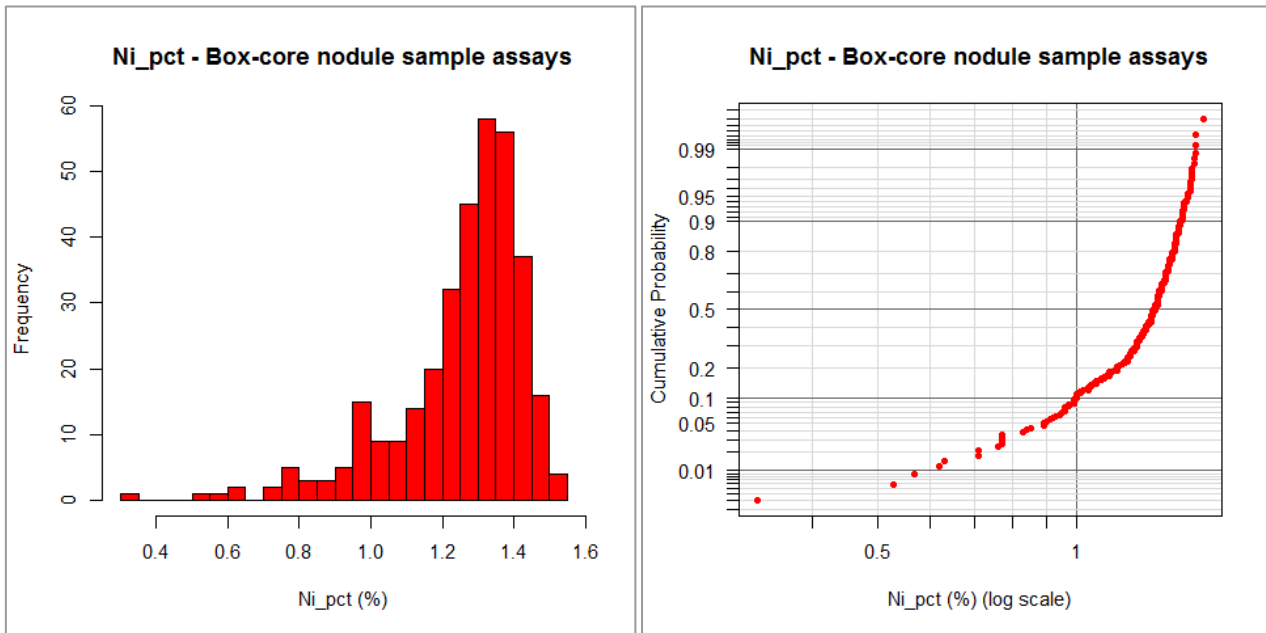 Ni_pct - Box-core nodule sample assays
Frequency
60
50
40
30
20
10
0
0.4 0.6 0.8 1.0 1.2 1.4 1.6
Ni_pct (%)
Ni_pct - Box-core nodule sample assays
Cumulative Probability
0.99
0.95
0.9
0.8
0.5
0.2
0.1
0.05
0.01
0.5 1
Ni_pct (%) (log scale)